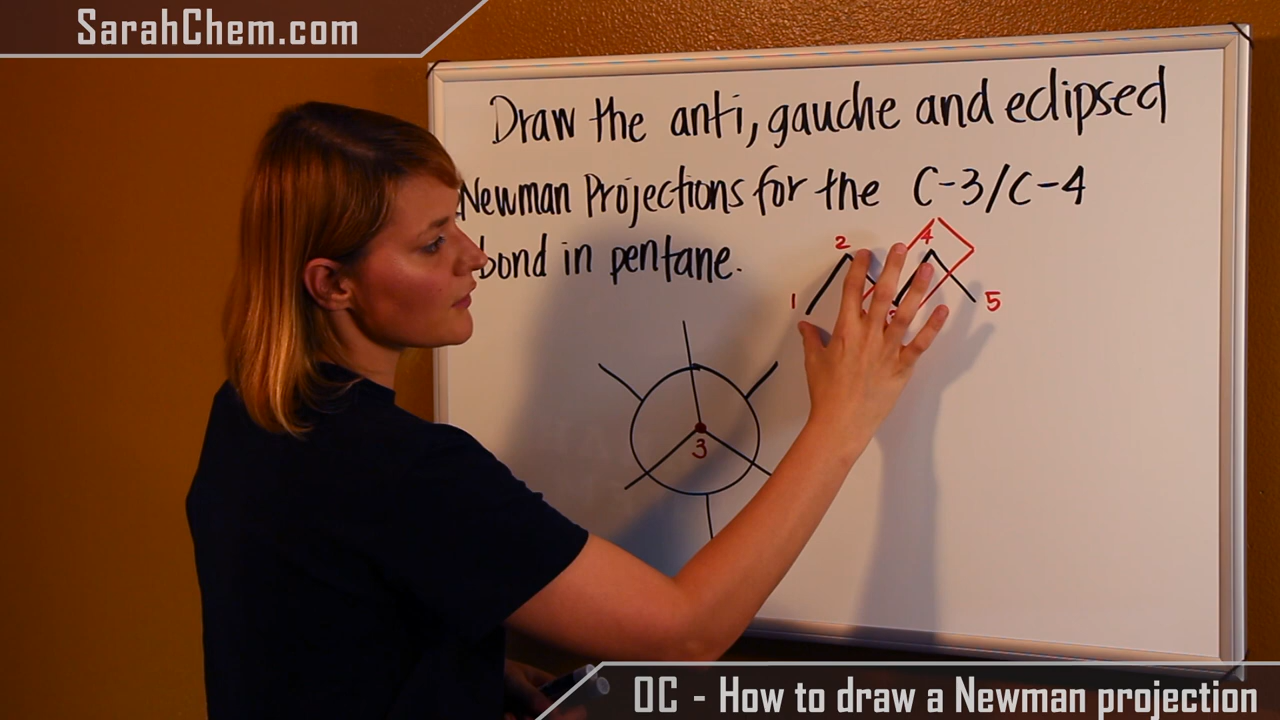 SarahChem.com
Draw the anti, gauche and eclipsed
Newman Projections for the C-3/C-4
bond in pentane.
2
4
1
5
3
OC - How to draw a Newman projection